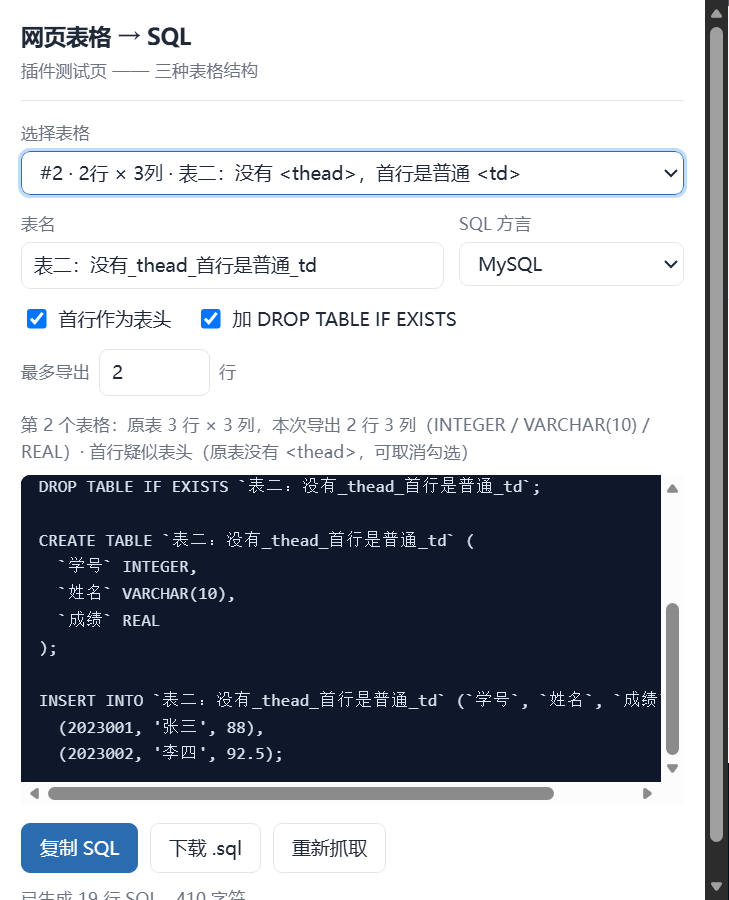 网页表格 → SQL
插件测试页 —— 三种表格结构
选择表格
#2 · 2行 × 3列 · 表二：没有 <thead>，首行是普通 <td>
表名
SQL 方言
表二：没有_thead_首行是普通_td
MySQL
首行作为表头
加 DROP TABLE IF EXISTS
最多导出 2 行
第 2 个表格：原表 3 行 × 3 列，本次导出 2 行 3 列（INTEGER / VARCHAR(10) /
REAL）· 首行疑似表头（原表没有 <thead>，可取消勾选）
DROP TABLE IF EXISTS `表二：没有_thead_首行是普通_td`;
CREATE TABLE `表二：没有_thead_首行是普通_td` (
`学号` INTEGER,
`姓名` VARCHAR(10),
`成绩` REAL
);
INSERT INTO `表二：没有_thead_首行是普通_td` (`学号`, `姓名`, `成绩`
(2023001, '张三', 88),
(2023002, '李四', 92.5);
复制 SQL
下载 .sql
重新抓取
已生成 19 行 SQL，410 字符